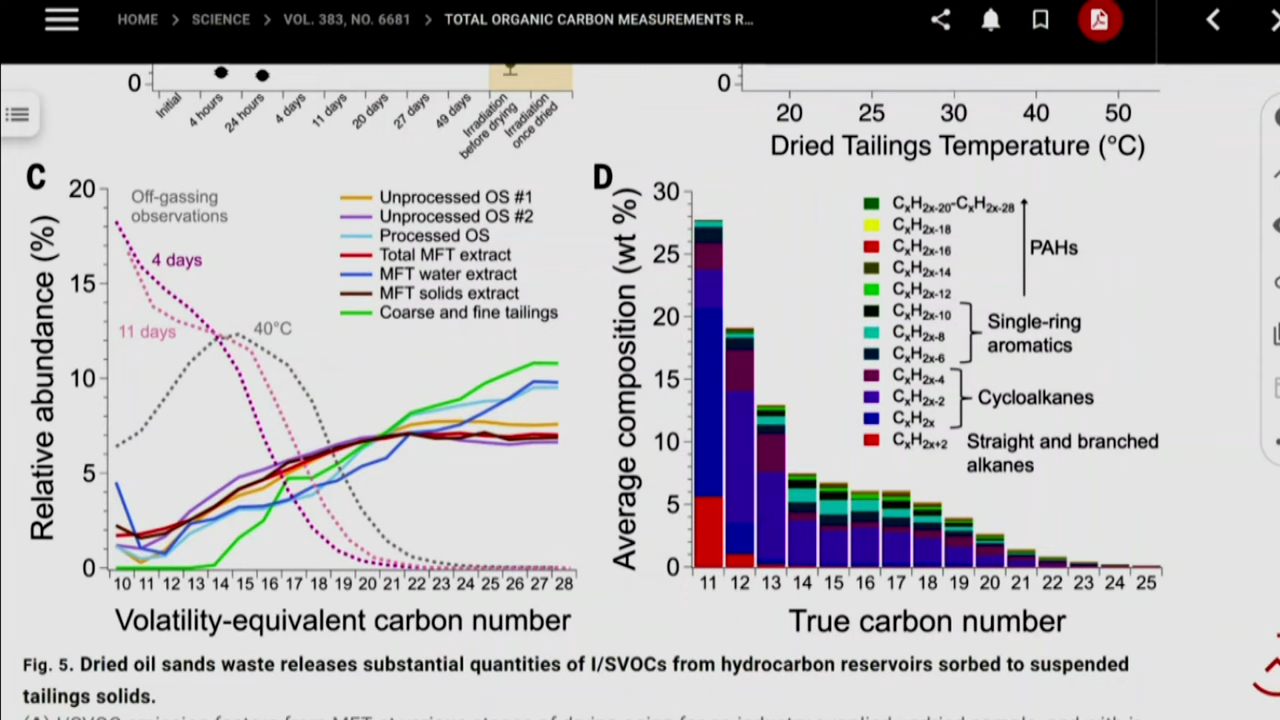 HOME > SCIENCE > VOL. 383, NO. 6681 > TOTAL ORGANIC CARBON MEASUREMENTS R...
0
Initial
4 hours
24 hours
4 days
11 days
20 days
27 days
49 days
Irradiation before drying
Irradiation once dried
0
20 25 30 40 50
Dried Tailings Temperature (°C)
C
Relative abundance (%)
20
15
10
5
0
Off-gassing
observations
4 days
11 days
40°C
Unprocessed OS #1
Unprocessed OS #2
Processed OS
Total MFT extract
MFT water extract
MFT solids extract
Coarse and fine tailings
10 11 12 13 14 15 16 17 18 19 20 21 22 23 24 25 26 27 28
Volatility-equivalent carbon number
D
Average composition (wt %)
30
25
20
15
10
5
0
CxH2x-20-CxH2x-28
CxH2x-18
CxH2x-16
CxH2x-14
CxH2x-12
CxH2x-10
CxH2x-8
CxH2x-6
CxH2x-4
CxH2x-2
CxH2x
CxH2x+2
PAHs
Single-ring
aromatics
Cycloalkanes
Straight and branched
alkanes
11 12 13 14 15 16 17 18 19 20 21 22 23 24 25
True carbon number
Fig. 5. Dried oil sands waste releases substantial quantities of I/SVOCs from hydrocarbon reservoirs sorbed to suspended
tailings solids.